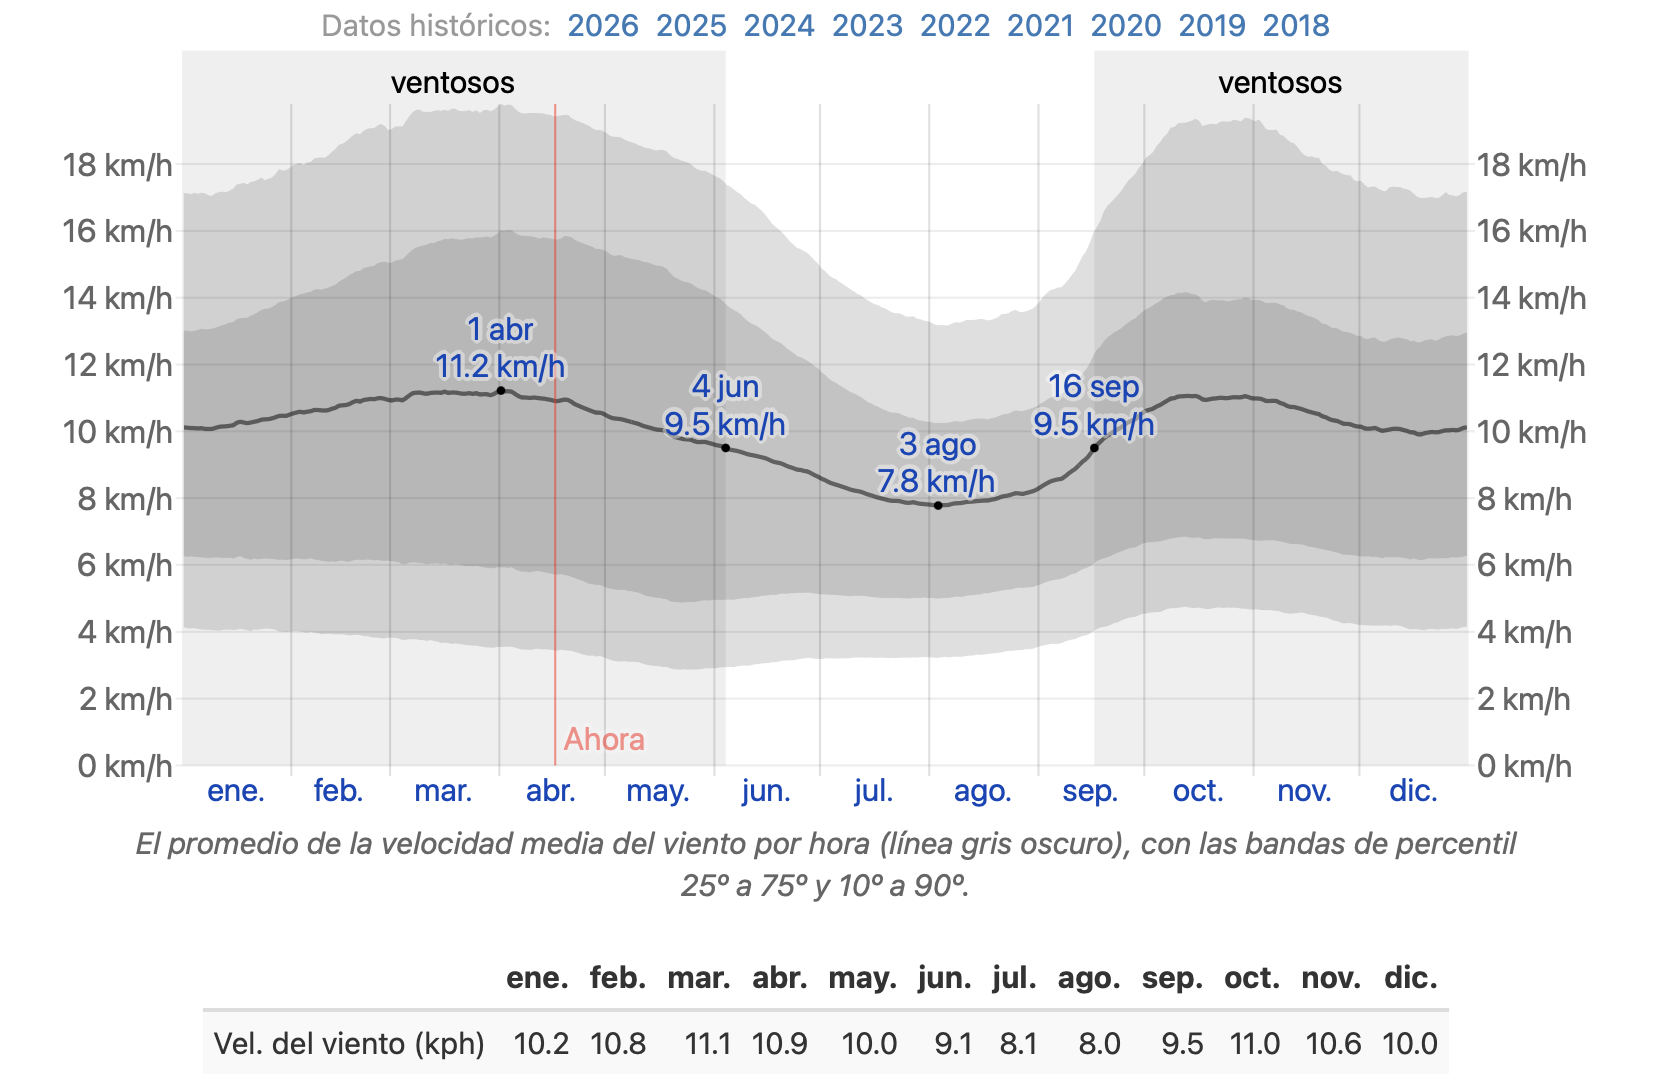 Datos históricos: 2026 2025 2024 2023 2022 2021 2020 2019 2018
ventosos ventosos
18 km/h 18 km/h
16 km/h 16 km/h
14 km/h 14 km/h
1 abr
12 km/h 11.2 km/h 12 km/h
4 jun 16 sep
10 km/h 9.5 km/h 9.5 km/h 10 km/h
3 ago
7.8 km/h
8 km/h 8 km/h
6 km/h 6 km/h
4 km/h 4 km/h
2 km/h 2 km/h
Ahora
0 km/h 0 km/h
ene. feb. mar. abr. may. jun. jul. ago. sep. oct. nov. dic.
El promedio de la velocidad media del viento por hora (línea gris oscuro), con las bandas de percentil
25º a 75º y 10º a 90º.
ene. feb. mar. abr. may. jun. jul. ago. sep. oct. nov. dic.
Vel. del viento (kph) 10.2 10.8 11.1 10.9 10.0 9.1 8.1 8.0 9.5 11.0 10.6 10.0